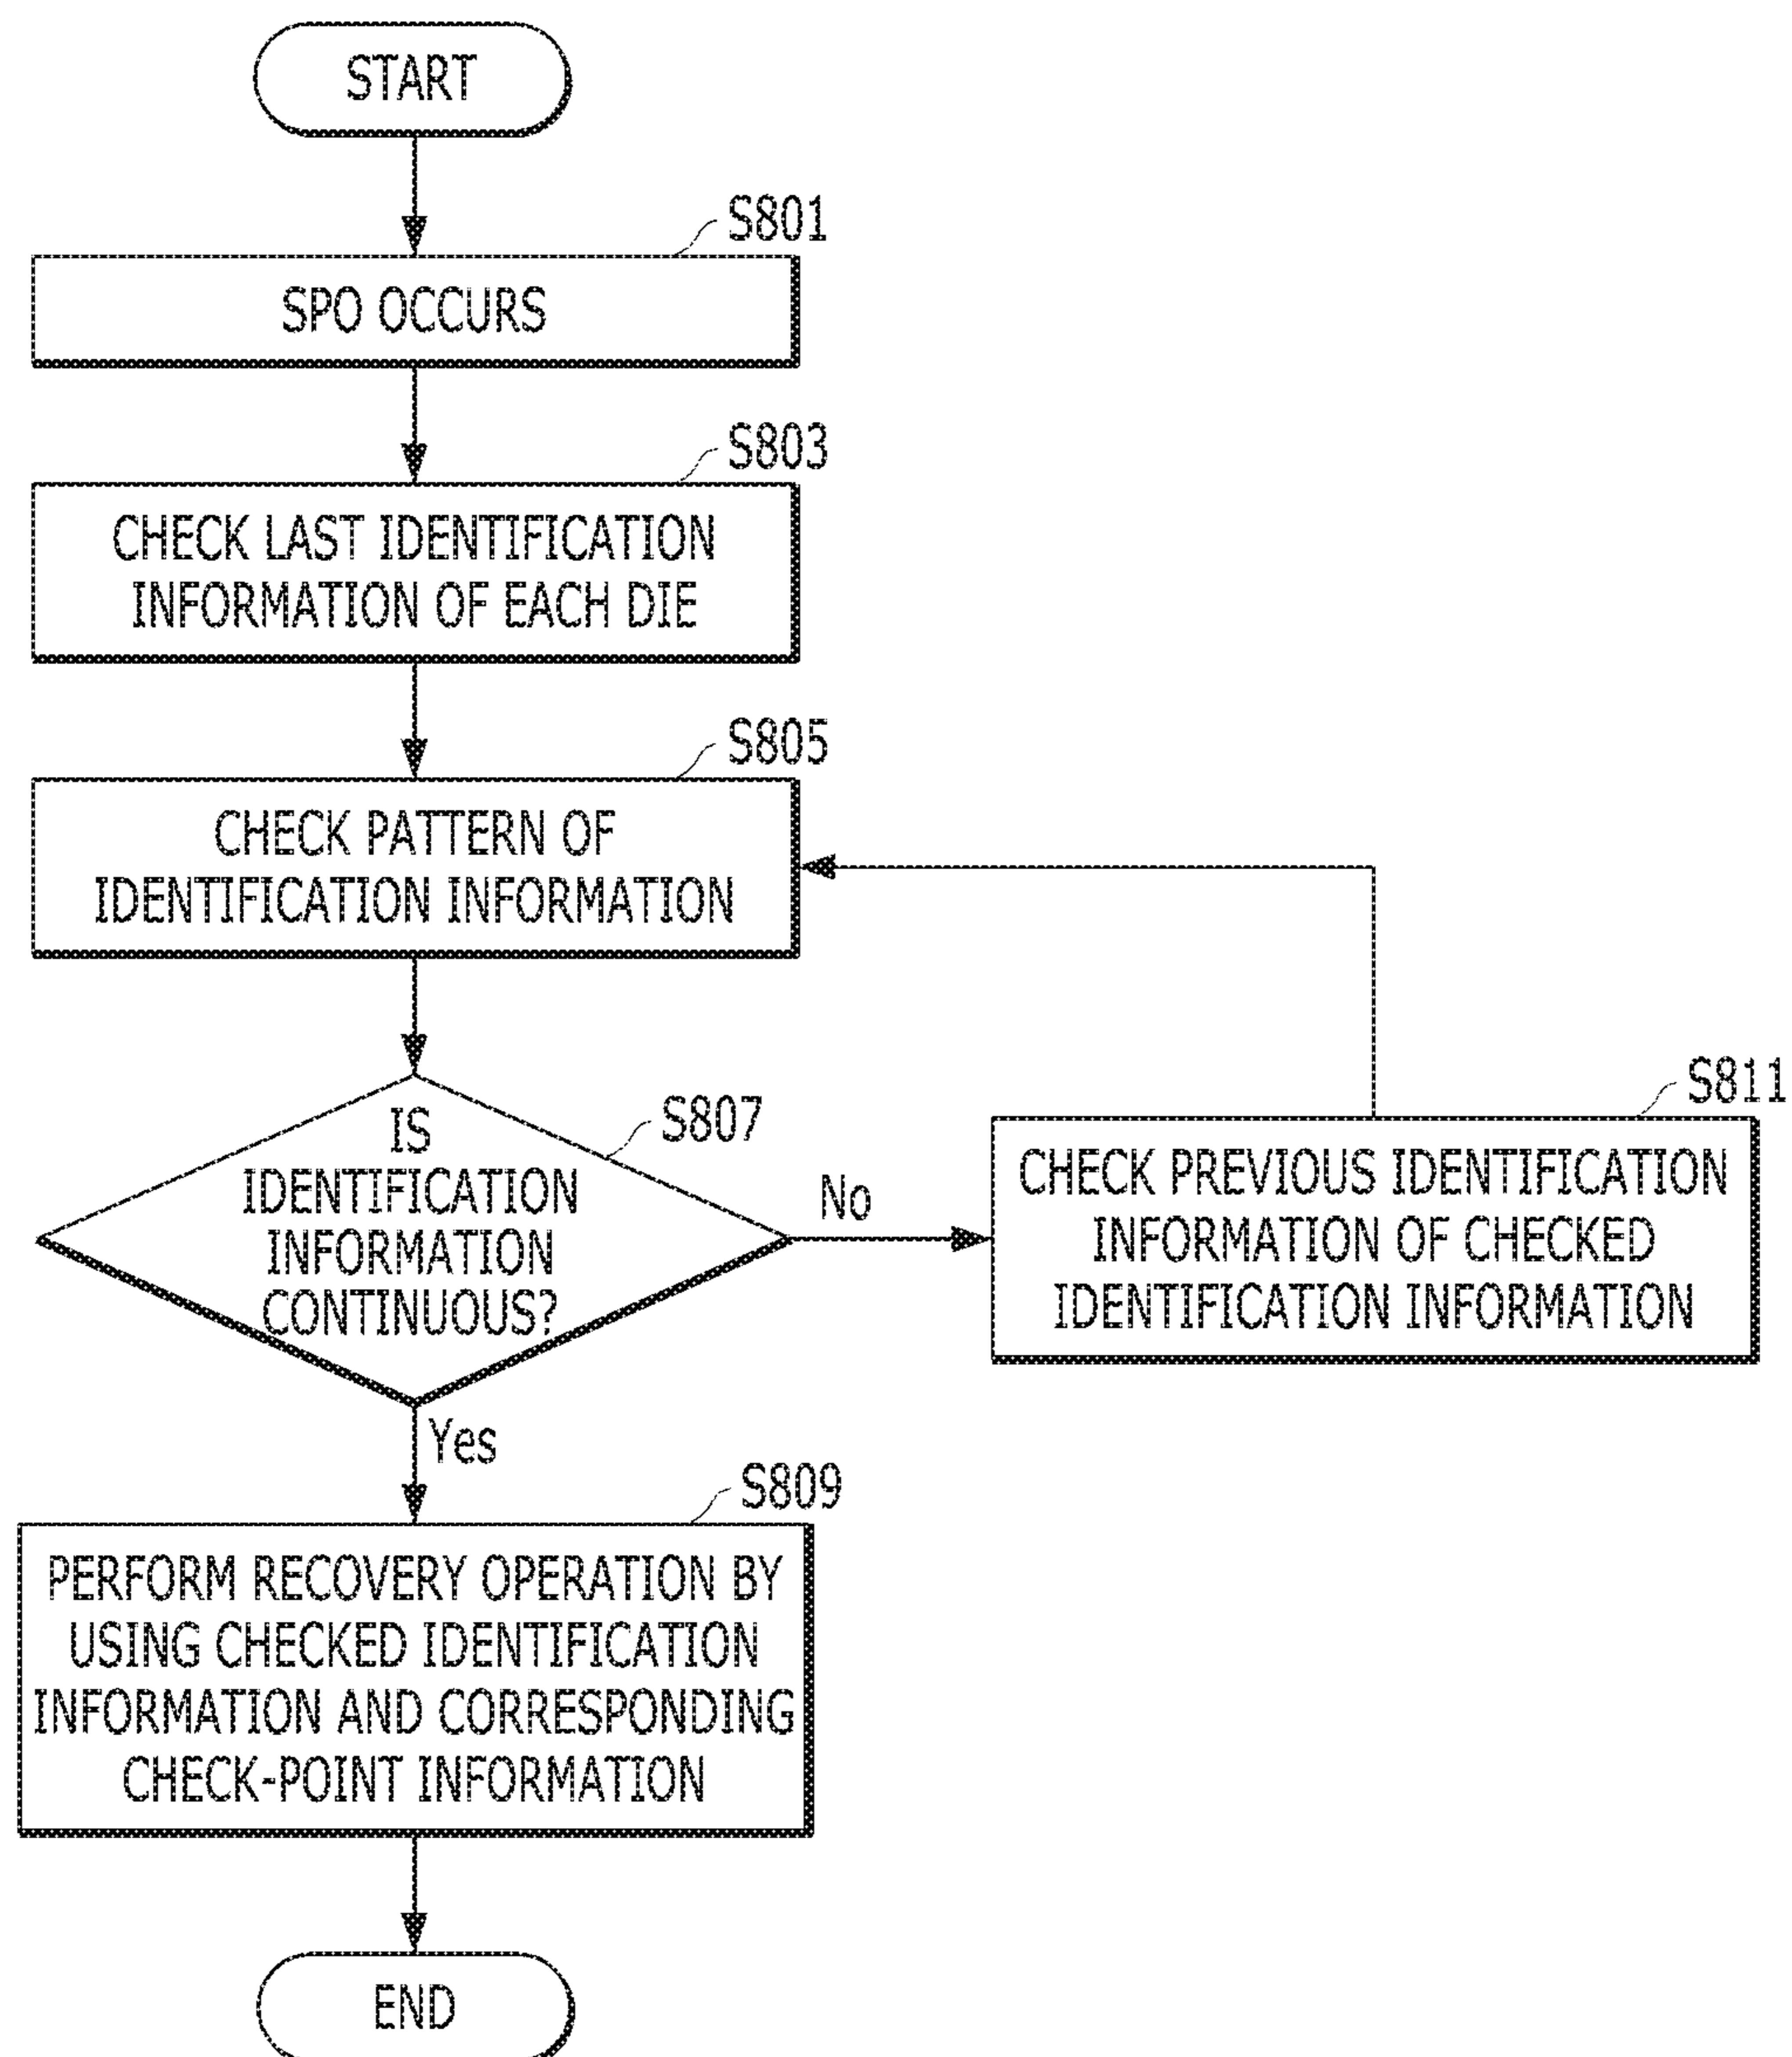 START
S801
SPO OCCURS
S803
CHECK LAST IDENTIFICATION
INFORMATION OF EACH DIE
S805
CHECK PATTERN OF
IDENTIFICATION INFORMATION
S807
IS
IDENTIFICATION
INFORMATION
CONTINUOUS?
No
S811
CHECK PREVIOUS IDENTIFICATION
INFORMATION OF CHECKED
IDENTIFICATION INFORMATION
Yes
S809
PERFORM RECOVERY OPERATION BY
USING CHECKED IDENTIFICATION
INFORMATION AND CORRESPONDING
CHECK-POINT INFORMATION
END